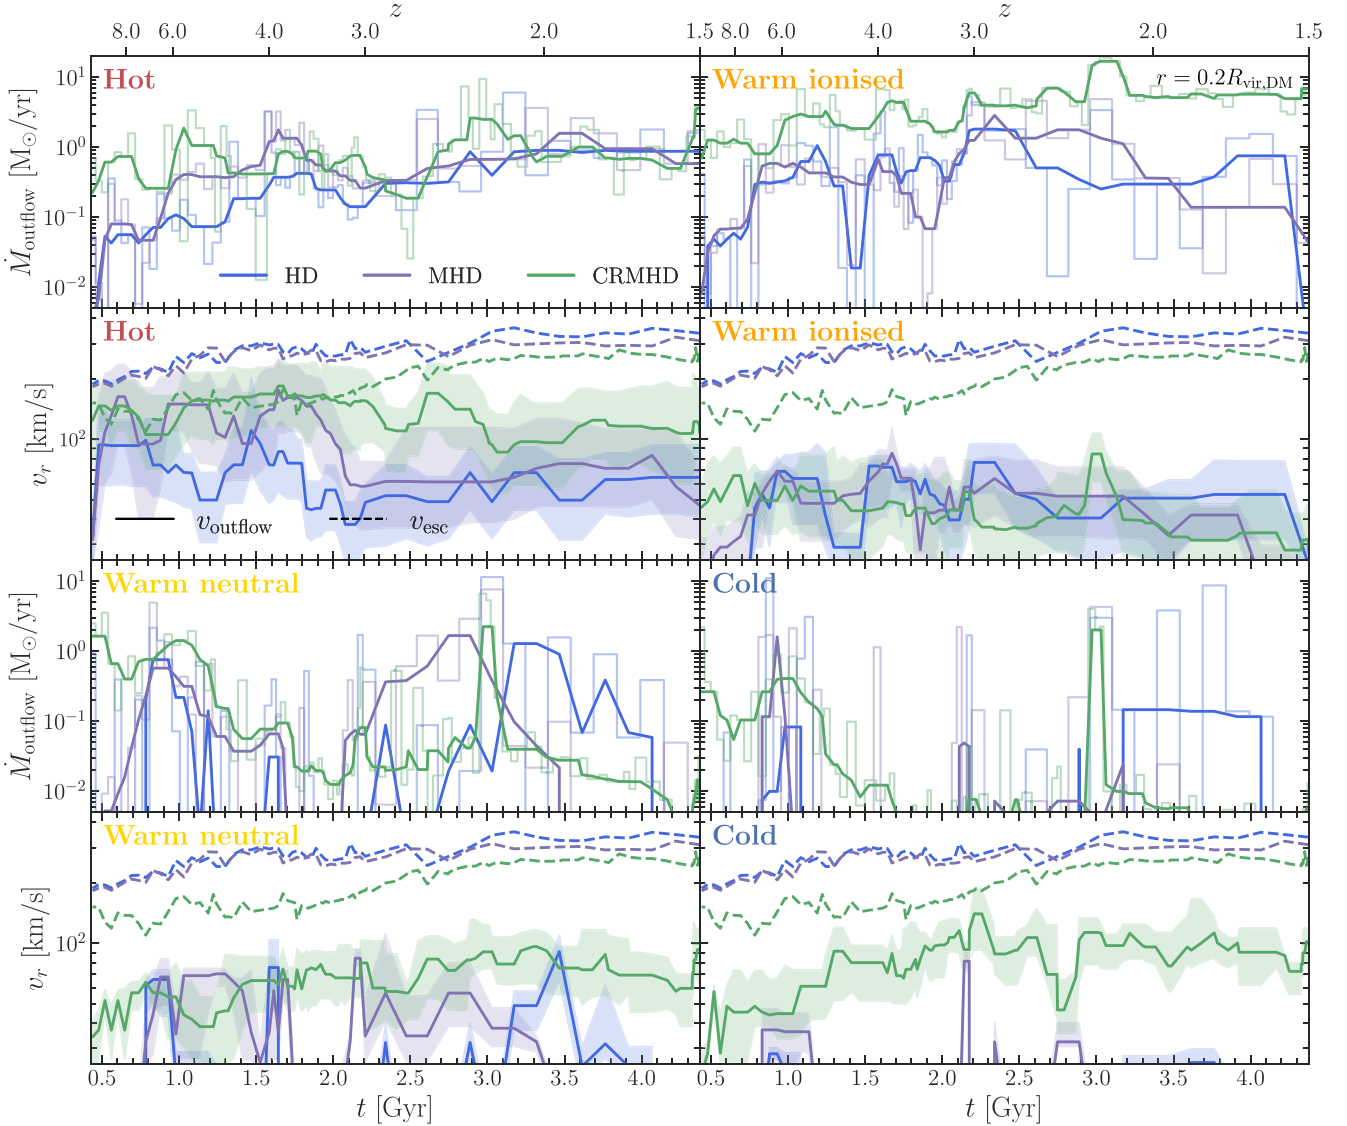 z z
8.0 6.0 4.0 3.0 2.0 1.5 8.0 6.0 4.0 3.0 2.0 1.5
Hot Warm ionised r = 0.2R_vir,DM
10^1
10^0
10^-1
10^-2
Ṁ_outflow [M_⊙/yr]
HD MHD CRMHD
Hot Warm ionised
10^2
v_r [km/s]
v_outflow v_esc
Warm neutral Cold
10^1
10^0
10^-1
10^-2
Ṁ_outflow [M_⊙/yr]
Warm neutral Cold
10^2
v_r [km/s]
0.5 1.0 1.5 2.0 2.5 3.0 3.5 4.0 0.5 1.0 1.5 2.0 2.5 3.0 3.5 4.0
t [Gyr] t [Gyr]